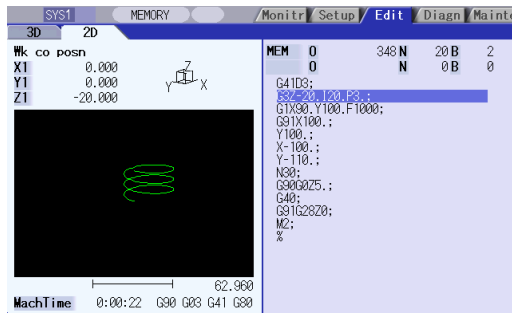 SYS1 MEMORY Monitr Setup Edit Diagn Mainte
3D 2D
Wk co posn
X1 0.000
Y1 0.000
Z1 -20.000
Z
Y X
62.960
MachTime 0:00:22 G90 G03 G41 G80
MEM O 348 N 20 B 2
O N 0 B 0
G41D3;
G3Z-20.I20.P3.;
G1X90.Y100.F1000;
G91X100.;
Y100.;
X-100.;
Y-110.;
N30;
G90G0Z5.;
G40;
G91G28Z0;
M2;
%